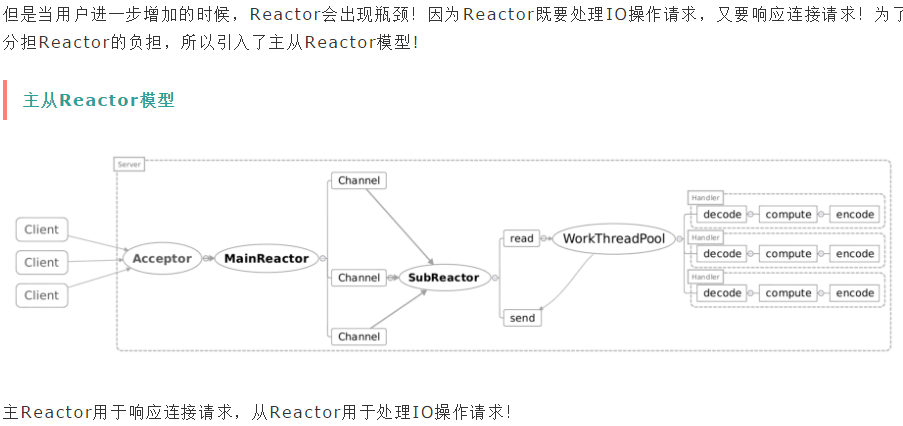 但是当用户进一步增加的时候，Reactor会出现瓶颈！因为Reactor既要处理IO操作请求，又要响应连接请求！为了
分担Reactor的负担，所以引入了主从Reactor模型！
主从Reactor模型
Server
Client
Client
Client
Acceptor
MainReactor
Channel
Channel
Channel
SubReactor
read
send
WorkThreadPool
Handler
decode compute encode
Handler
decode compute encode
Handler
decode compute encode
主Reactor用于响应连接请求，从Reactor用于处理IO操作请求！